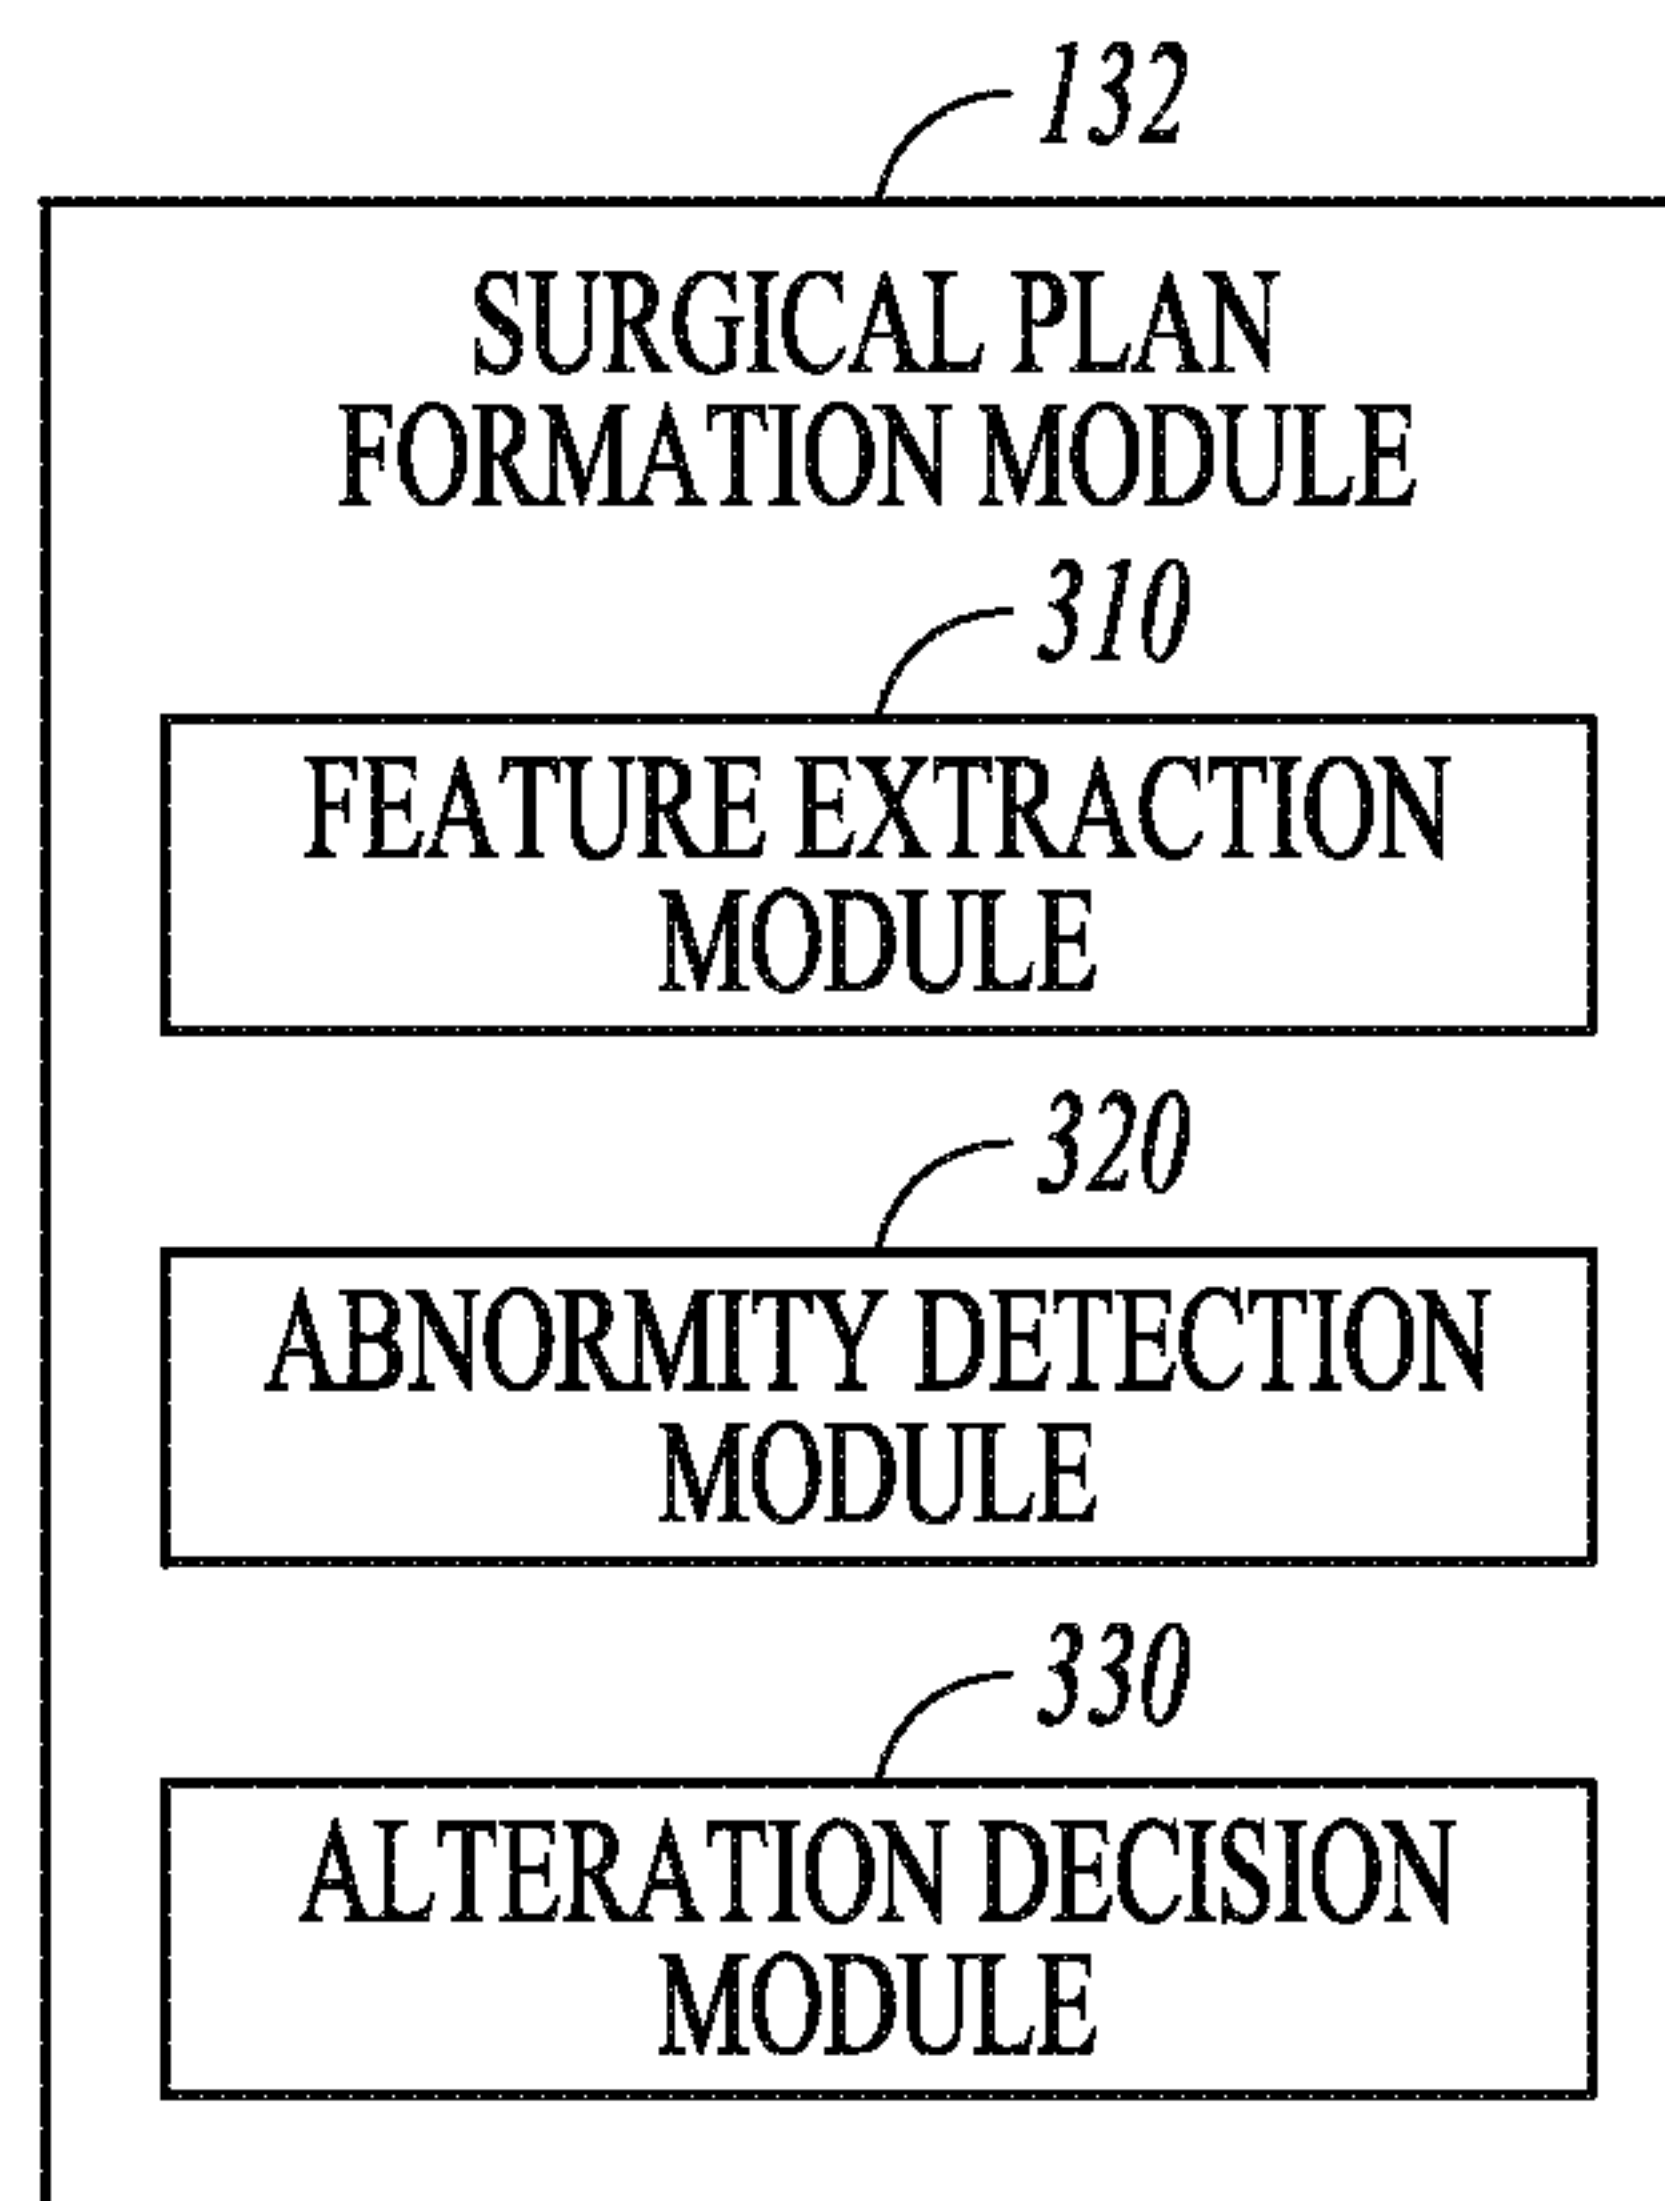 132
SURGICAL PLAN
FORMATION MODULE
310
FEATURE EXTRACTION
MODULE
320
ABNORMITY DETECTION
MODULE
330
ALTERATION DECISION
MODULE